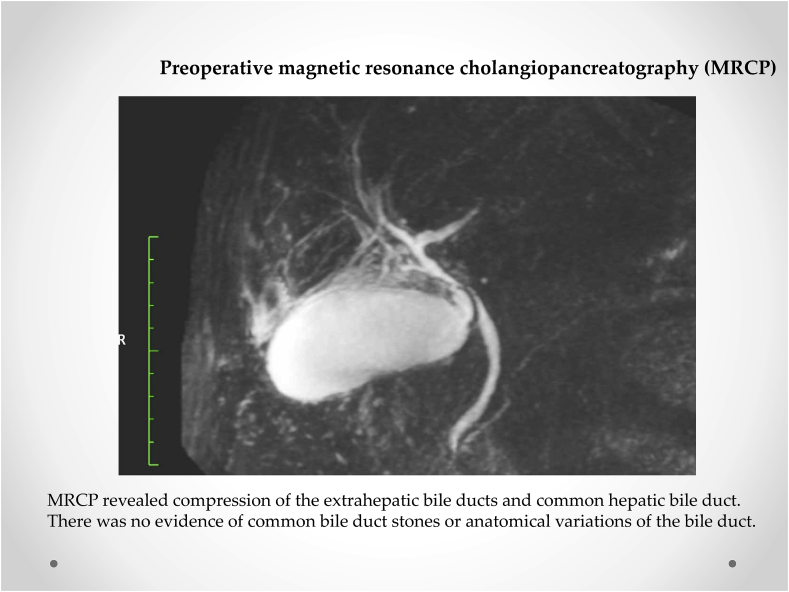 Preoperative magnetic resonance cholangiopancreatography (MRCP)
R
MRCP revealed compression of the extrahepatic bile ducts and common hepatic bile duct.
There was no evidence of common bile duct stones or anatomical variations of the bile duct.